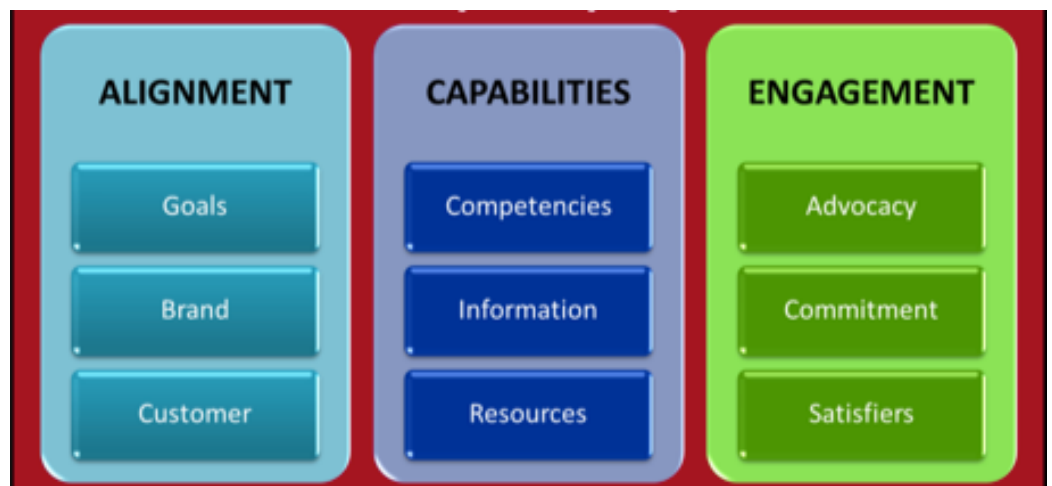 ALIGNMENT
Goals
Brand
Customer
CAPABILITIES
Competencies
Information
Resources
ENGAGEMENT
Advocacy
Commitment
Satisfiers